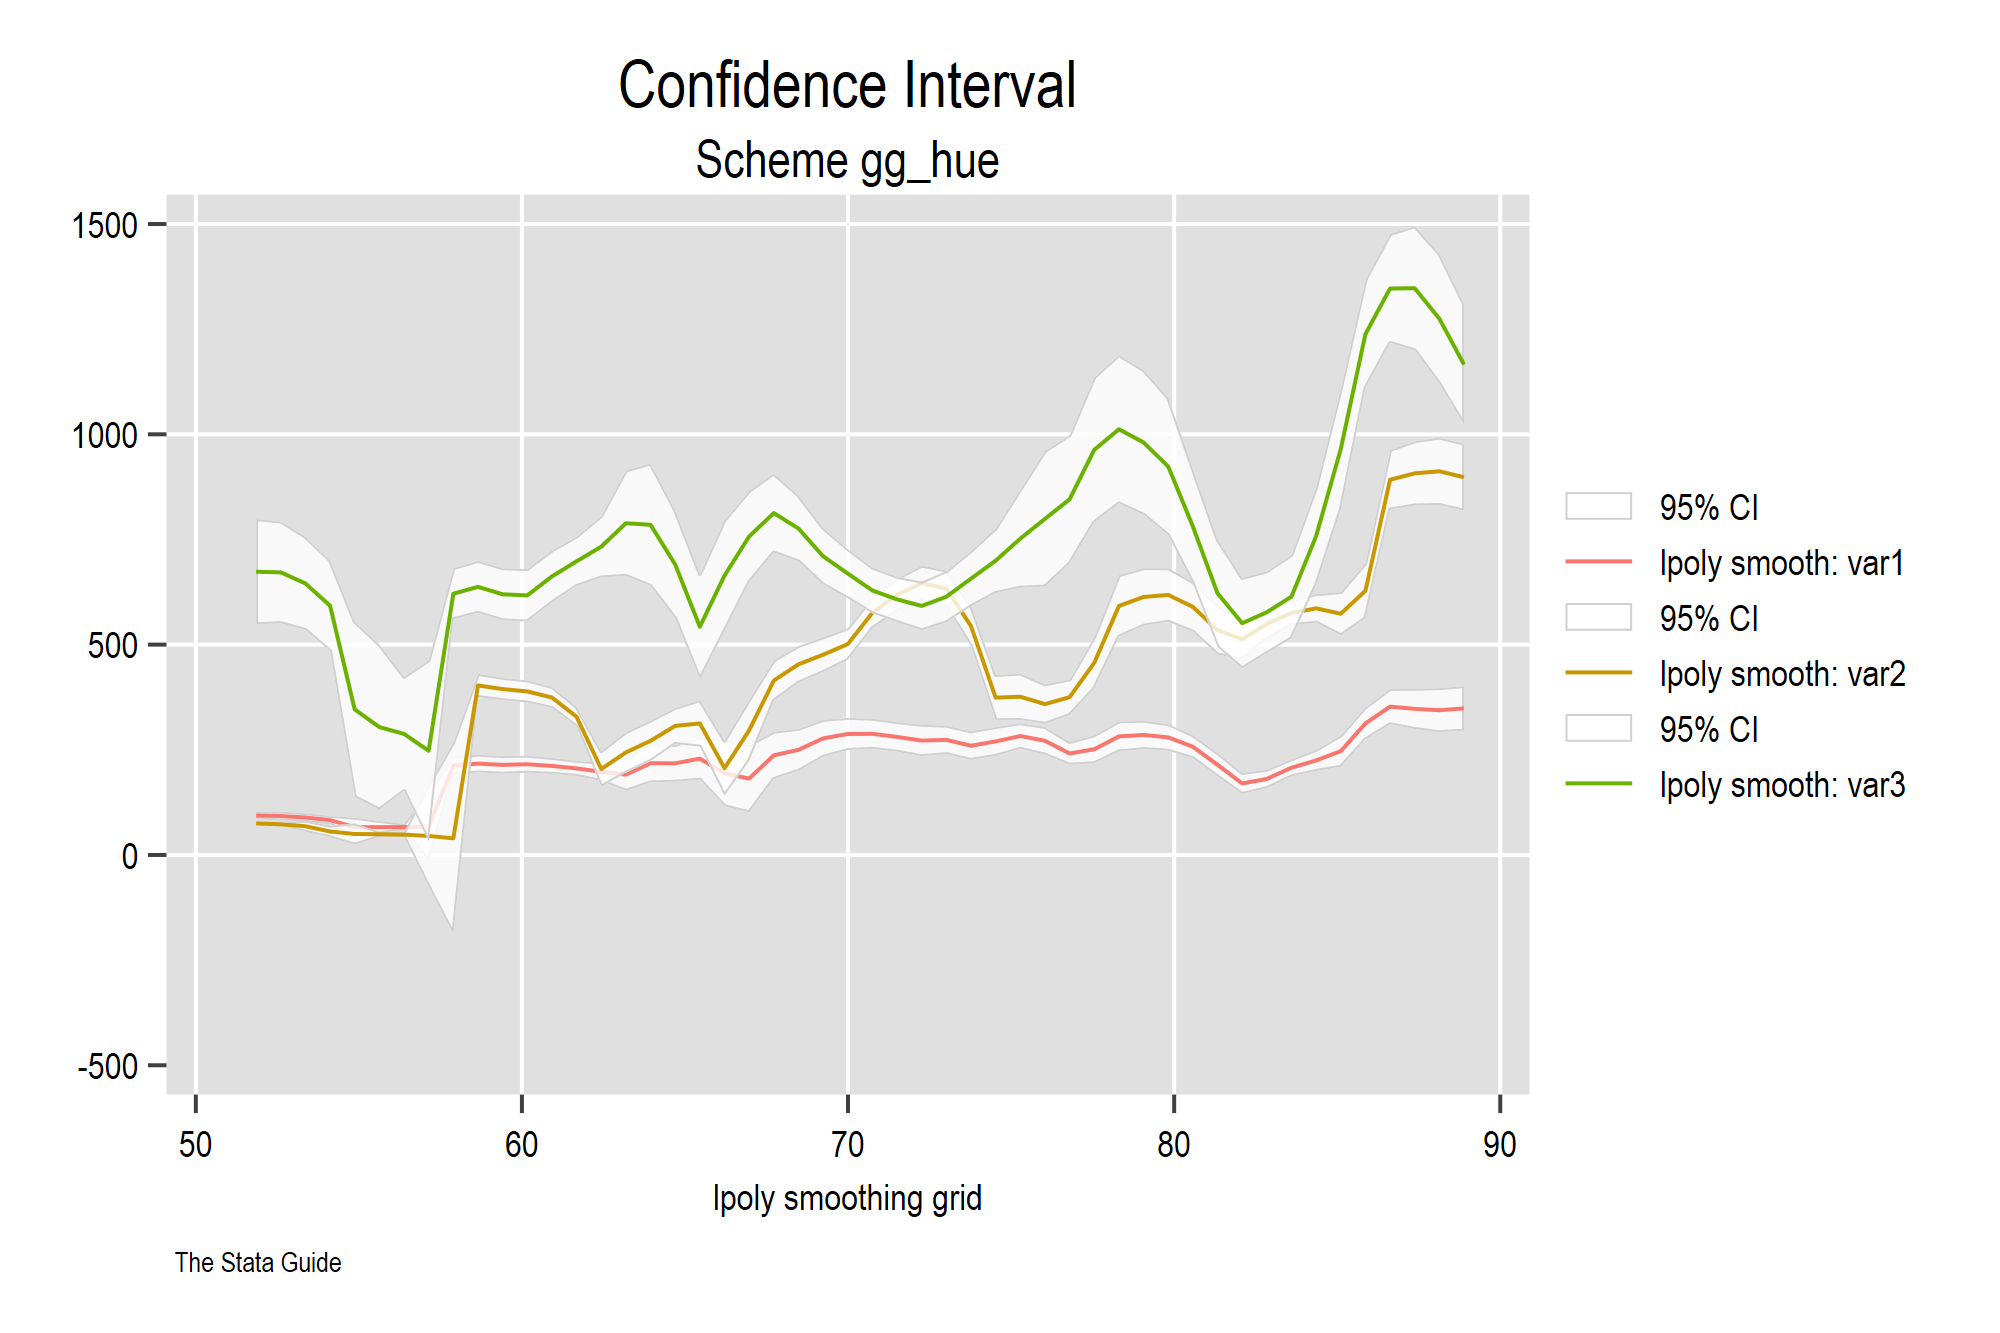 Confidence Interval
Scheme gg_hue
1500
1000
500
0
-500
50 60 70 80 90
lpoly smoothing grid
95% CI
lpoly smooth: var1
95% CI
lpoly smooth: var2
95% CI
lpoly smooth: var3
The Stata Guide